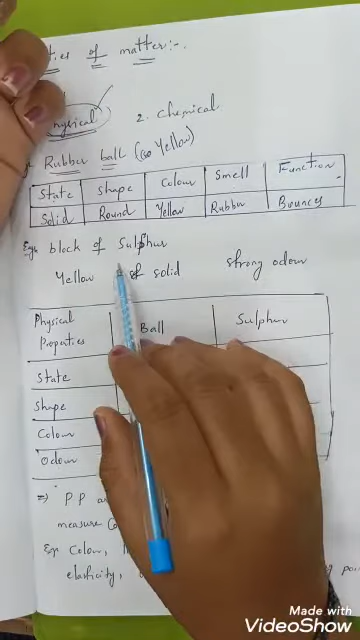 of matter:-
Physical 2. Chemical
Rubber ball (Yellow)
State Shape Colour Smell Function
Solid Round Yellow Rubber Bounces
Eg: block of Sulphur
Yellow solid strong odour
Physical Properties Ball Sulphur
State
Shape
Colour
Odour
=> P.P
measure
Eg: Colour,
elasticity,
Made with
VideoShow